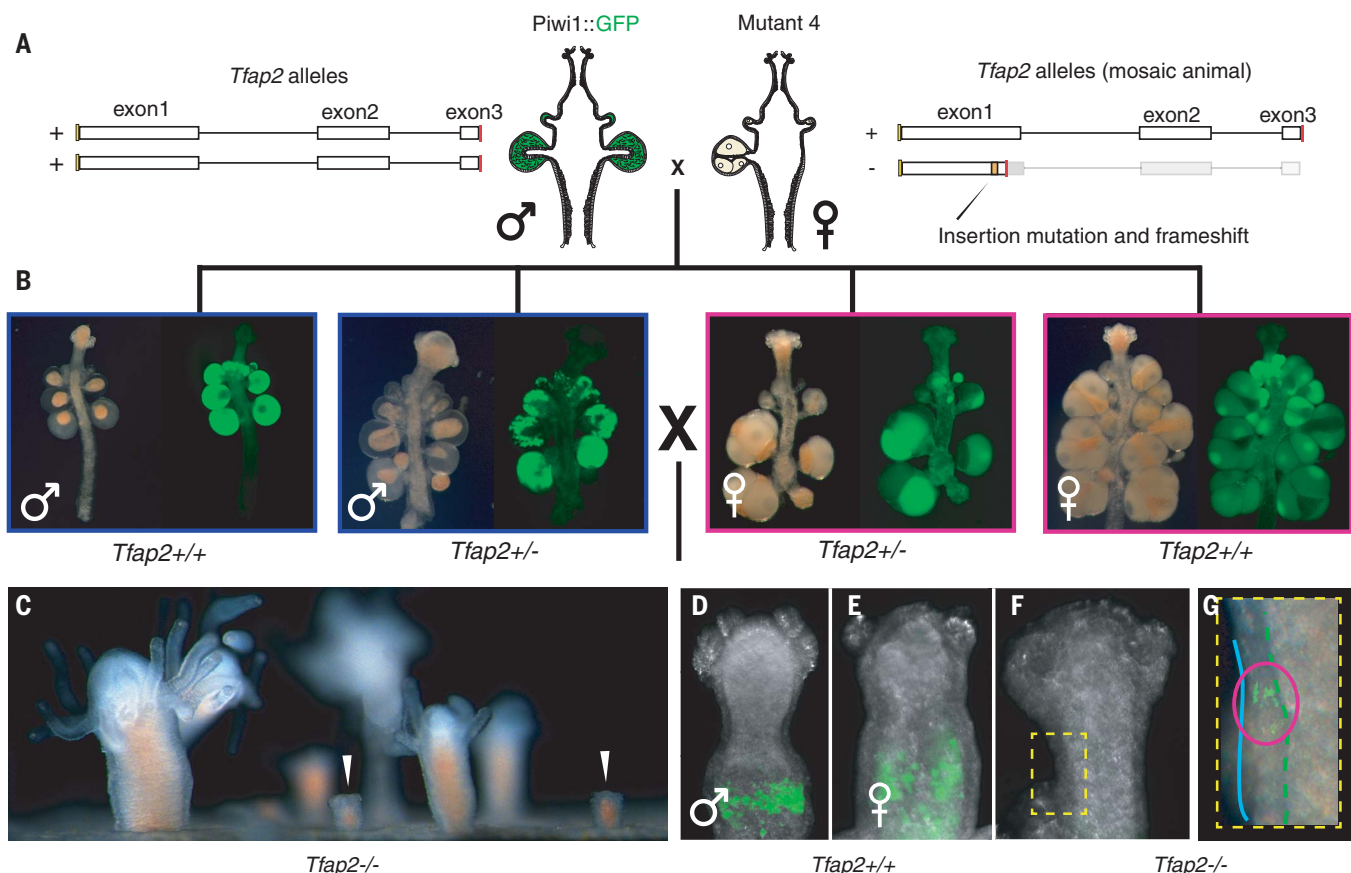 A
Piwi1::GFP
Mutant 4
Tfap2 alleles
Tfap2 alleles (mosaic animal)
exon1
exon2
exon3
exon1
exon2
exon3
+
+
x
+
-
♂
♀
Insertion mutation and frameshift
B
♂
♂
X
♀
♀
Tfap2+/+
Tfap2+/-
Tfap2+/-
Tfap2+/+
C
D
E
F
G
♂
♀
Tfap2-/-
Tfap2+/+
Tfap2-/-